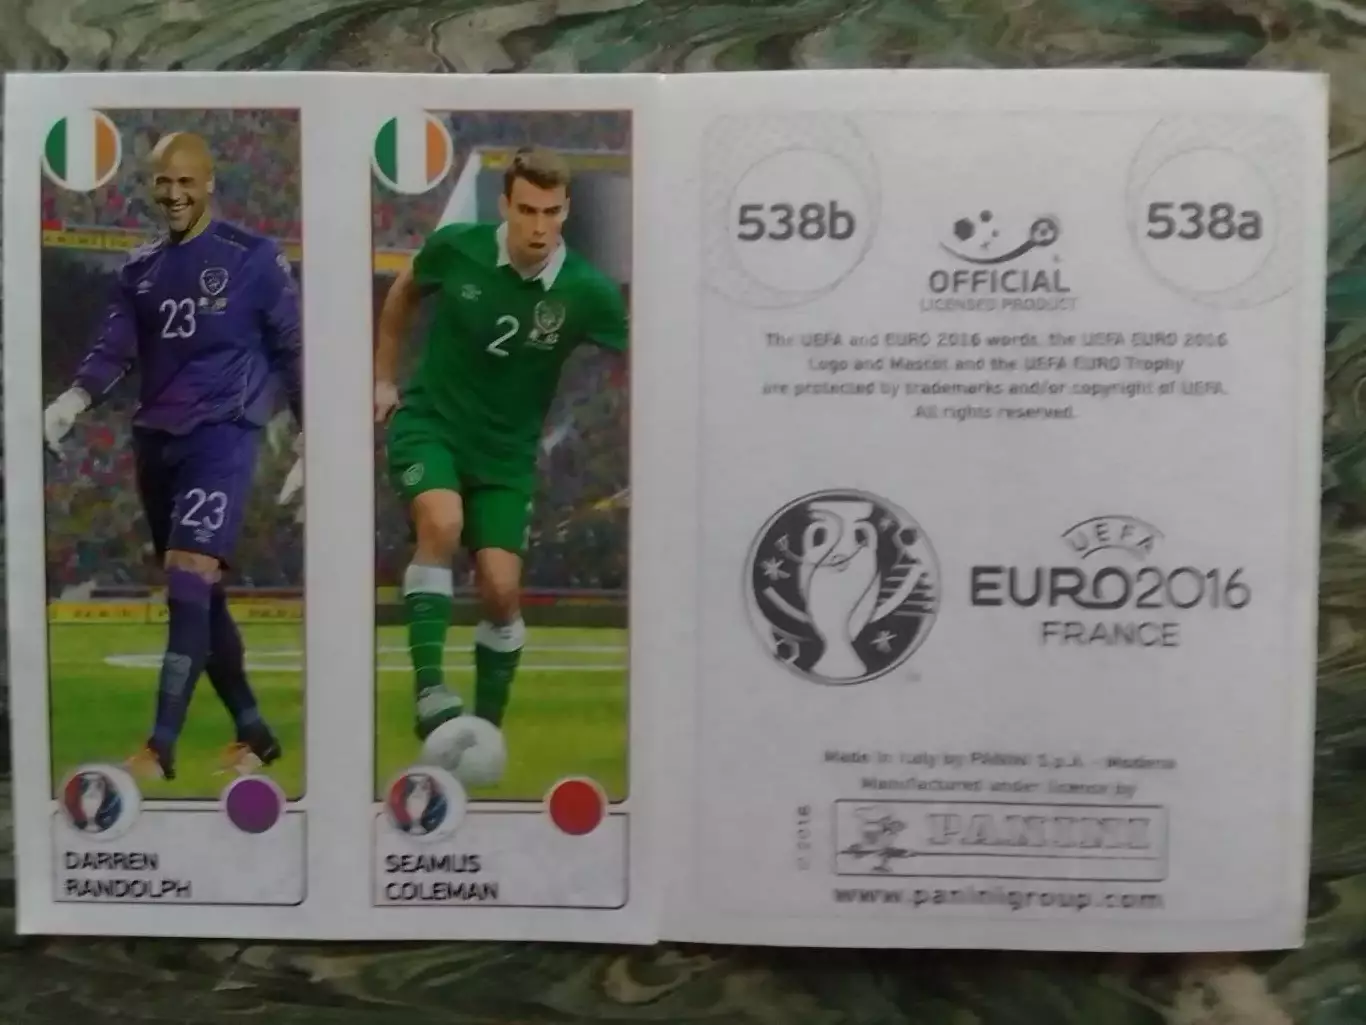 23
23
DARREN
RANDOLPH
2
SEAMUS
COLEMAN
PANINI
538b
538a
OFFICIAL
LICENSED PRODUCT
The UEFA and EURO 2016 words, the UEFA EURO 2016
Logo and Mascot and the UEFA EURO Trophy
are protected by trademarks and/or copyright of UEFA.
All rights reserved.
UEFA
EURO2016
FRANCE
Made in Italy by PANINI S.p.A. - Modena
Manufactured under license by
© 2016
PANINI
www.paninigroup.com